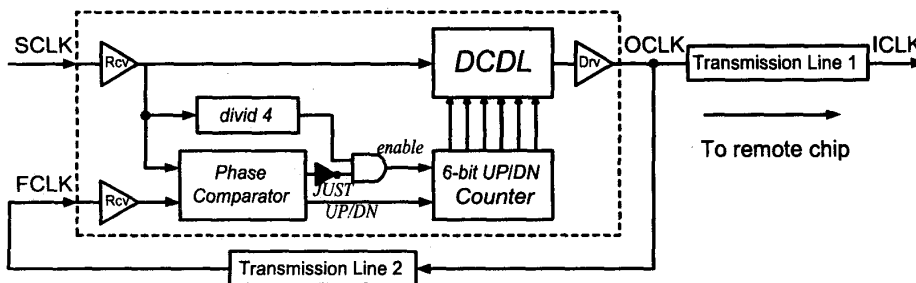 SCLK
Rcv
DCDL
Drv
OCLK
Transmission Line 1
ICLK
divid 4
enable
To remote chip
Phase
Comparator
JUST
UP/DN
6-bit UP/DN
Counter
FCLK
Rcv
Transmission Line 2